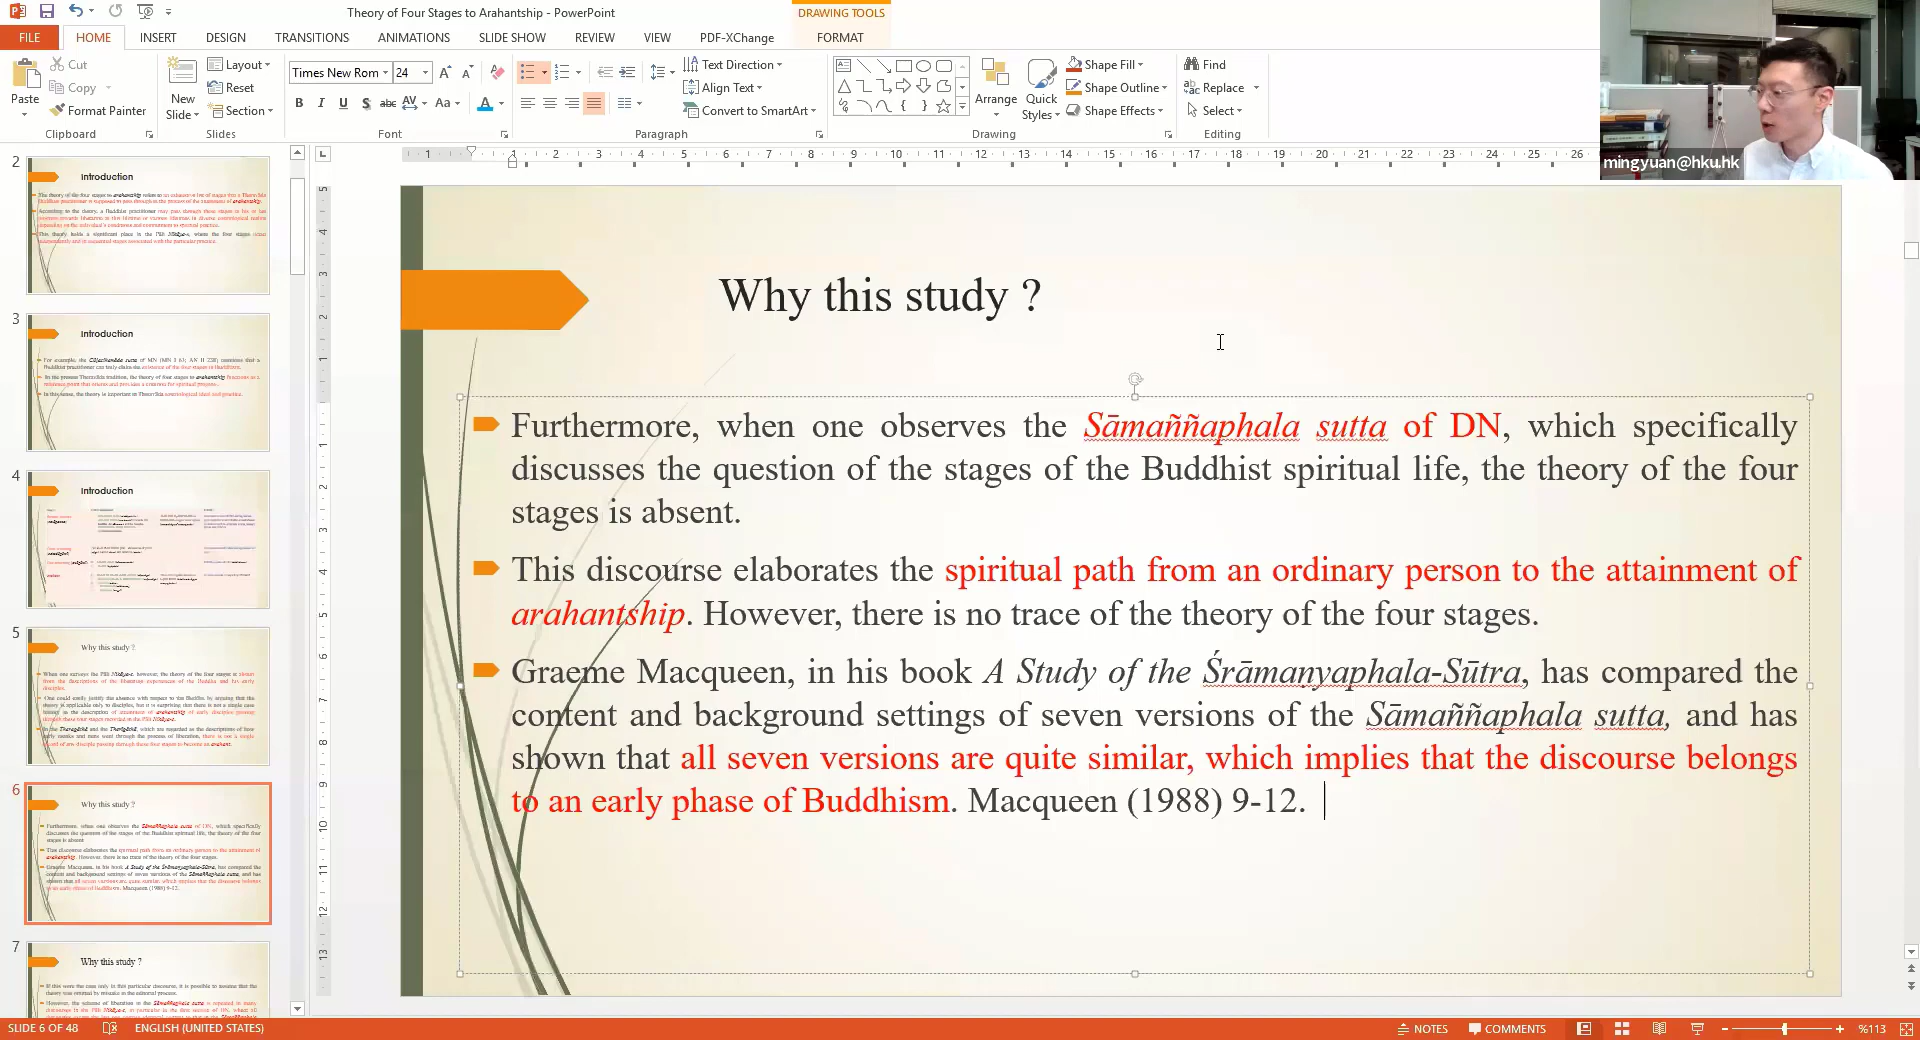 Theory of Four Stages to Arahantship - PowerPoint
DRAWING TOOLS
FILE HOME INSERT DESIGN TRANSITIONS ANIMATIONS SLIDE SHOW REVIEW VIEW PDF-XChange FORMAT
Paste
Cut
Copy
Format Painter
Clipboard
New Slide
Layout
Reset
Section
Slides
Times New Rom 24
Font
Text Direction
Align Text
Convert to SmartArt
Paragraph
Arrange
Quick Styles
Shape Fill
Shape Outline
Shape Effects
Drawing
Find
Replace
Select
Editing
mingyuan@hku.hk
2
Introduction
3
Introduction
4
Introduction
5
Why this study ?
6
Why this study ?
7
Why this study ?
Why this study ?
Furthermore, when one observes the Sāmaññaphala sutta of DN, which specifically
discusses the question of the stages of the Buddhist spiritual life, the theory of the four
stages is absent.
This discourse elaborates the spiritual path from an ordinary person to the attainment of
arahantship. However, there is no trace of the theory of the four stages.
Graeme Macqueen, in his book A Study of the Śrāmaṇyaphala-Sūtra, has compared the
content and background settings of seven versions of the Sāmaññaphala sutta, and has
shown that all seven versions are quite similar, which implies that the discourse belongs
to an early phase of Buddhism. Macqueen (1988) 9-12.
SLIDE 6 OF 48 ENGLISH (UNITED STATES) NOTES COMMENTS %113